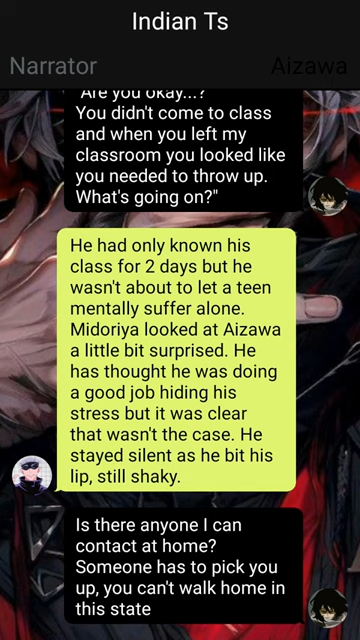 Indian Ts
Narrator
Aizawa
"Are you okay...?
You didn't come to class
and when you left my
classroom you looked like
you needed to throw up.
What's going on?"
He had only known his
class for 2 days but he
wasn't about to let a teen
mentally suffer alone.
Midoriya looked at Aizawa
a little bit surprised. He
has thought he was doing
a good job hiding his
stress but it was clear
that wasn't the case. He
stayed silent as he bit his
lip, still shaky.
Is there anyone I can
contact at home?
Someone has to pick you
up, you can't walk home in
this state